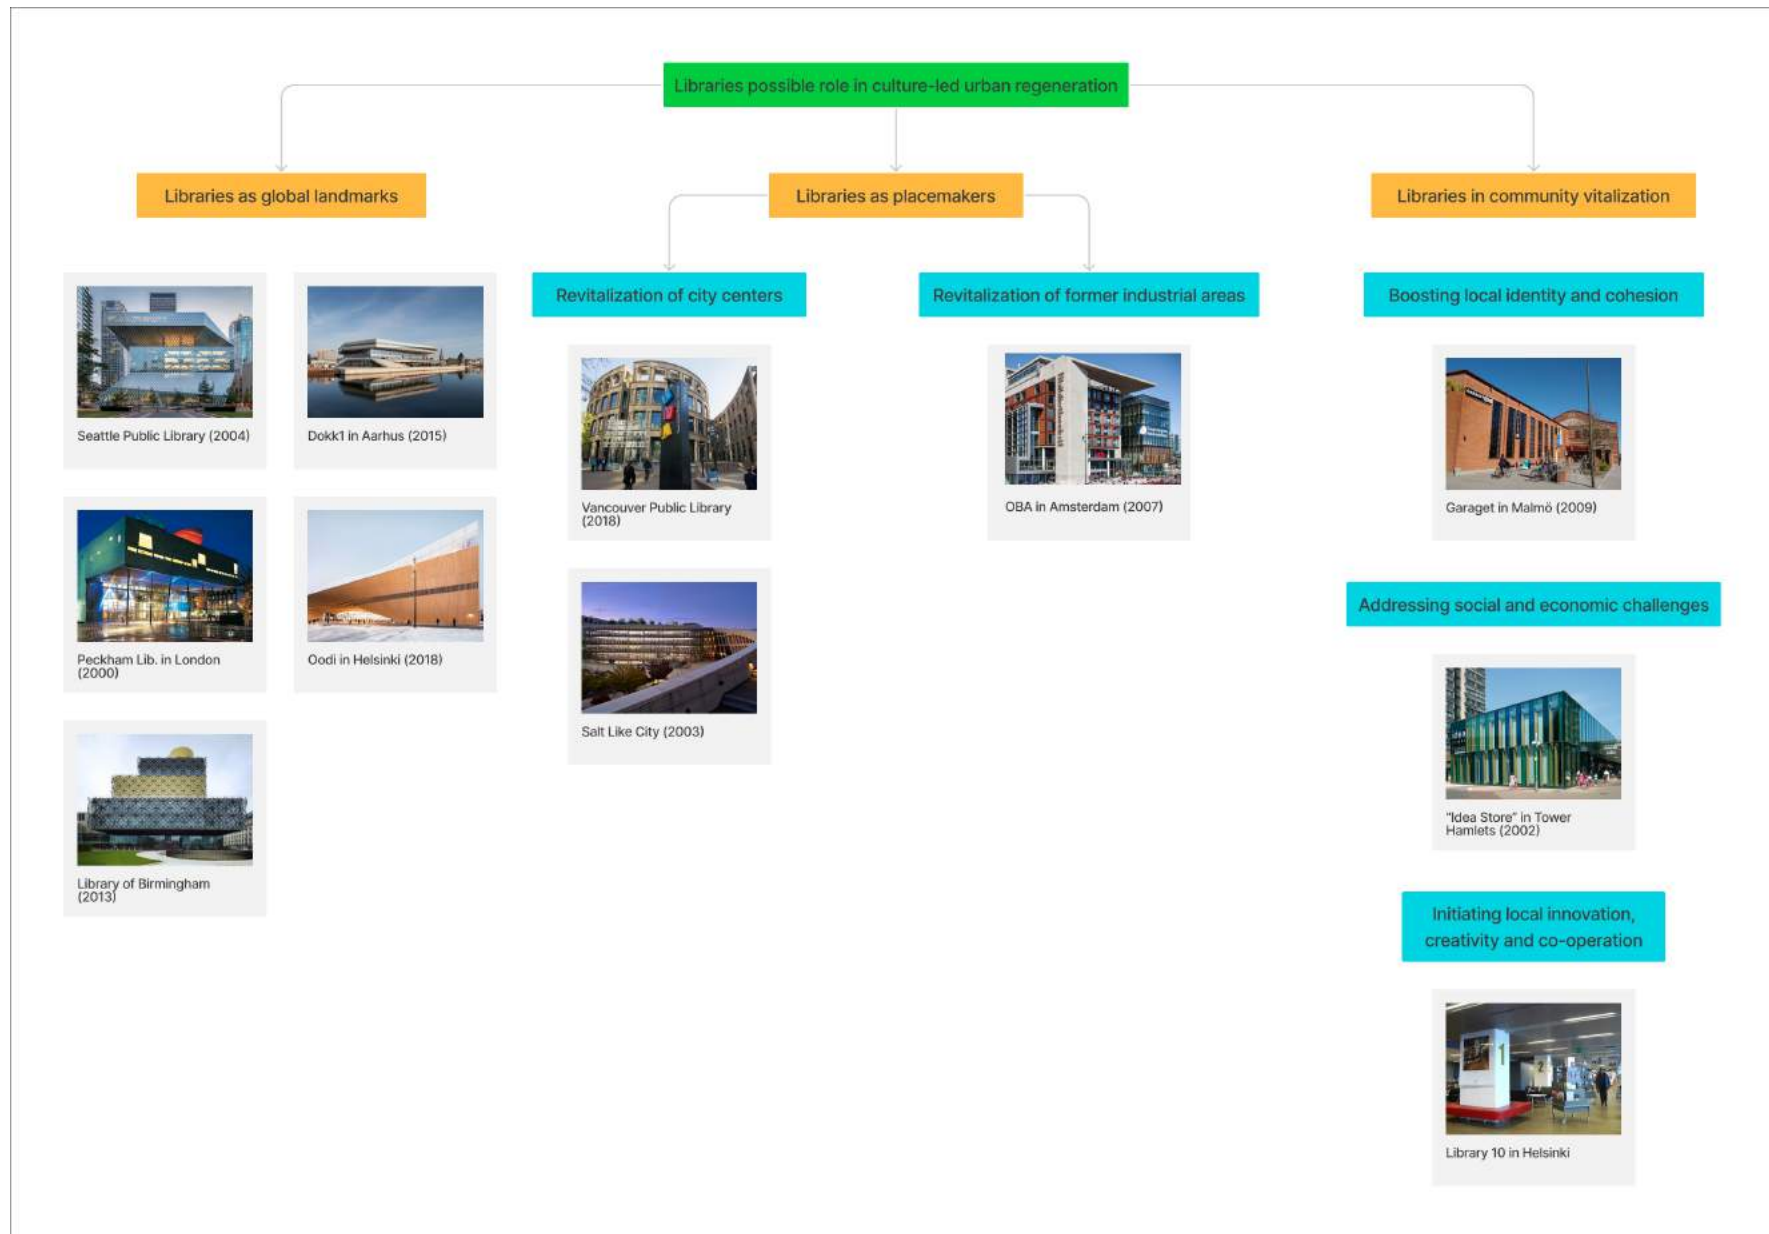 Libraries possible role in culture-led urban regeneration
Libraries as global landmarks
Libraries as placemakers
Libraries in community vitalization
Revitalization of city centers
Revitalization of former industrial areas
Boosting local identity and cohesion
Seattle Public Library (2004)
Dokk1 in Aarhus (2015)
Vancouver Public Library
(2018)
OBA in Amsterdam (2007)
Garaget in Malmö (2009)
Peckham Lib. in London
(2000)
Oodi in Helsinki (2018)
Salt Like City (2003)
Addressing social and economic challenges
"Idea Store" in Tower
Hamlets (2002)
Library of Birmingham
(2013)
Initiating local innovation,
creativity and co-operation
1
2
Library 10 in Helsinki